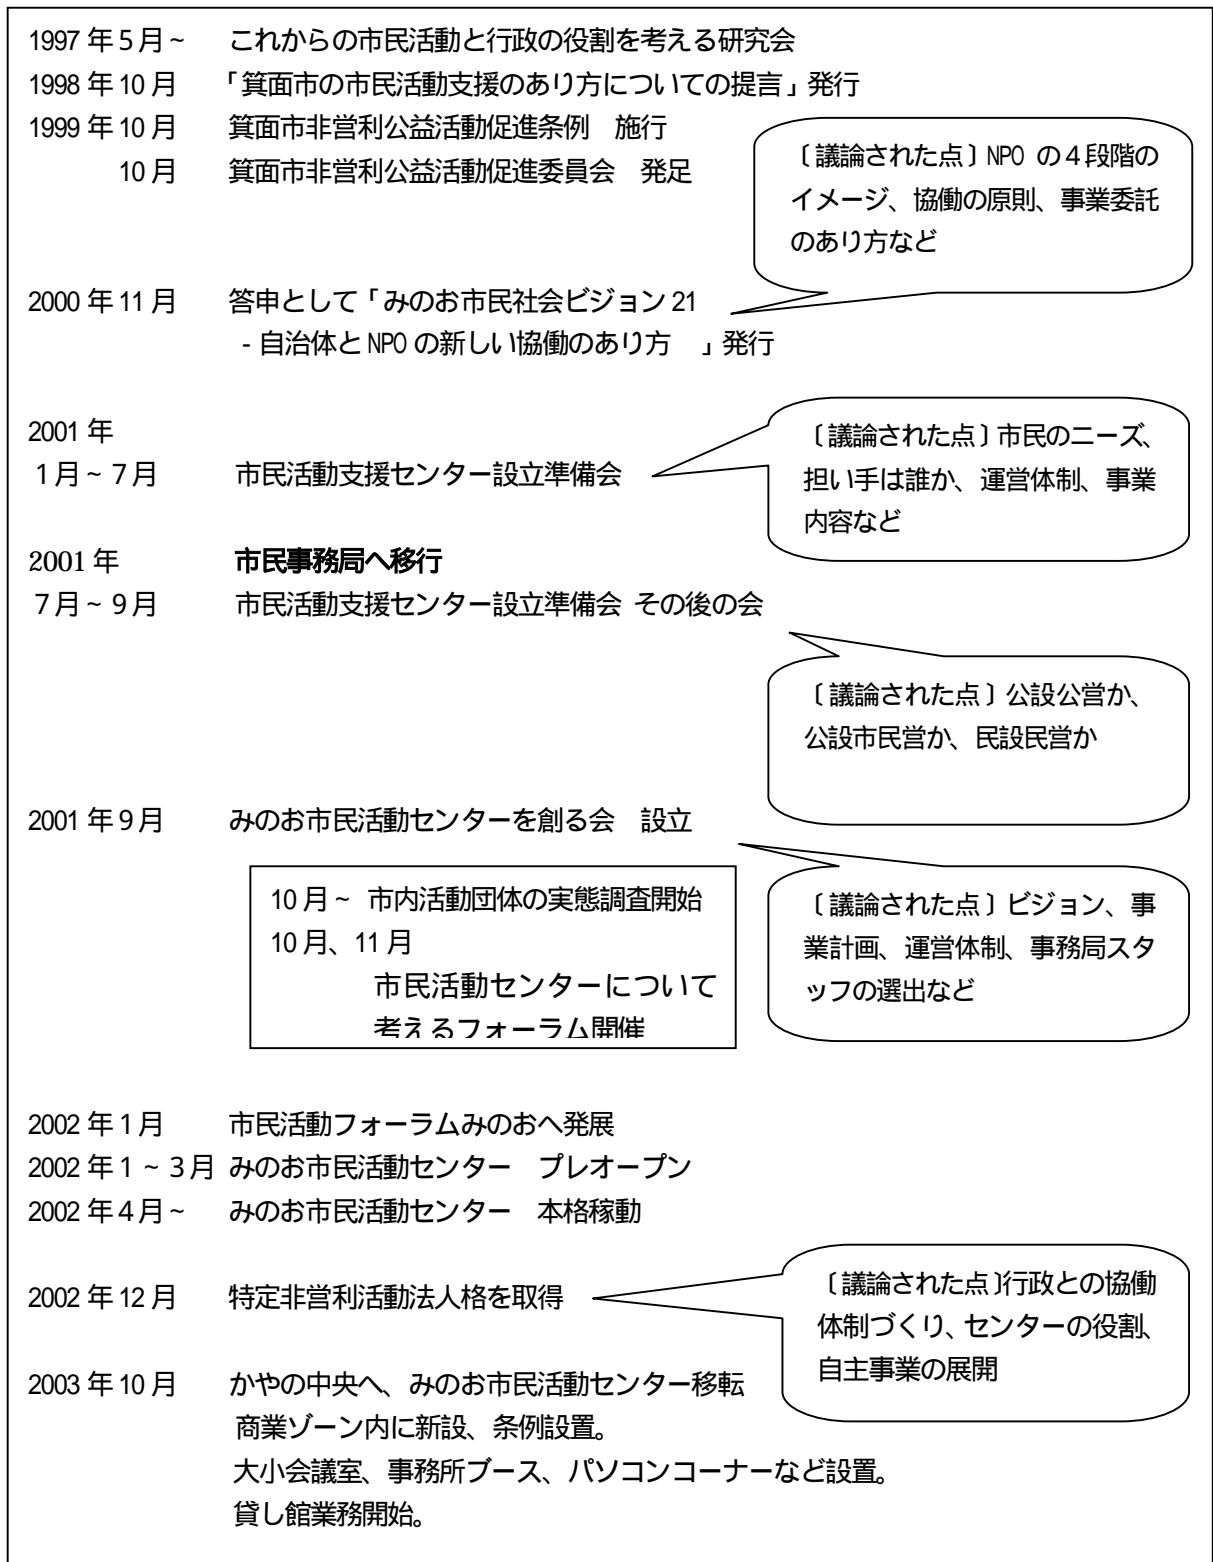 1997年5月~ これからの市民活動と行政の役割を考える研究会
1998年10月 「箕面市の市民活動支援のあり方についての提言」発行
1999年10月 箕面市非営利公益活動促進条例 施行
10月 箕面市非営利公益活動促進委員会 発足
〔議論された点〕NPO の4段階の
イメージ、協働の原則、事業委託
のあり方など
2000年11月 答申として「みのお市民社会ビジョン21
-自治体とNPOの新しい協働のあり方 」発行
2001年
1月~7月 市民活動支援センター設立準備会
〔議論された点〕市民のニーズ、
担い手は誰か、運営体制、事業
内容など
2001年 市民事務局へ移行
7月~9月 市民活動支援センター設立準備会 その後の会
〔議論された点〕公設公営か、
公設市民営か、民設民営か
2001年9月 みのお市民活動センターを創る会 設立
10月~ 市内活動団体の実態調査開始
10月、11月
市民活動センターについて
考えるフォーラム開催
〔議論された点〕ビジョン、事
業計画、運営体制、事務局スタ
ッフの選出など
2002年1月 市民活動フォーラムみのおへ発展
2002年1~3月 みのお市民活動センター プレオープン
2002年4月~ みのお市民活動センター 本格稼動
2002年12月 特定非営利活動法人格を取得
〔議論された点〕行政との協働
体制づくり、センターの役割、
自主事業の展開
2003年10月 かやの中央へ、みのお市民活動センター移転
商業ゾーン内に新設、条例設置。
大小会議室、事務所ブース、パソコンコーナーなど設置。
貸し館業務開始。